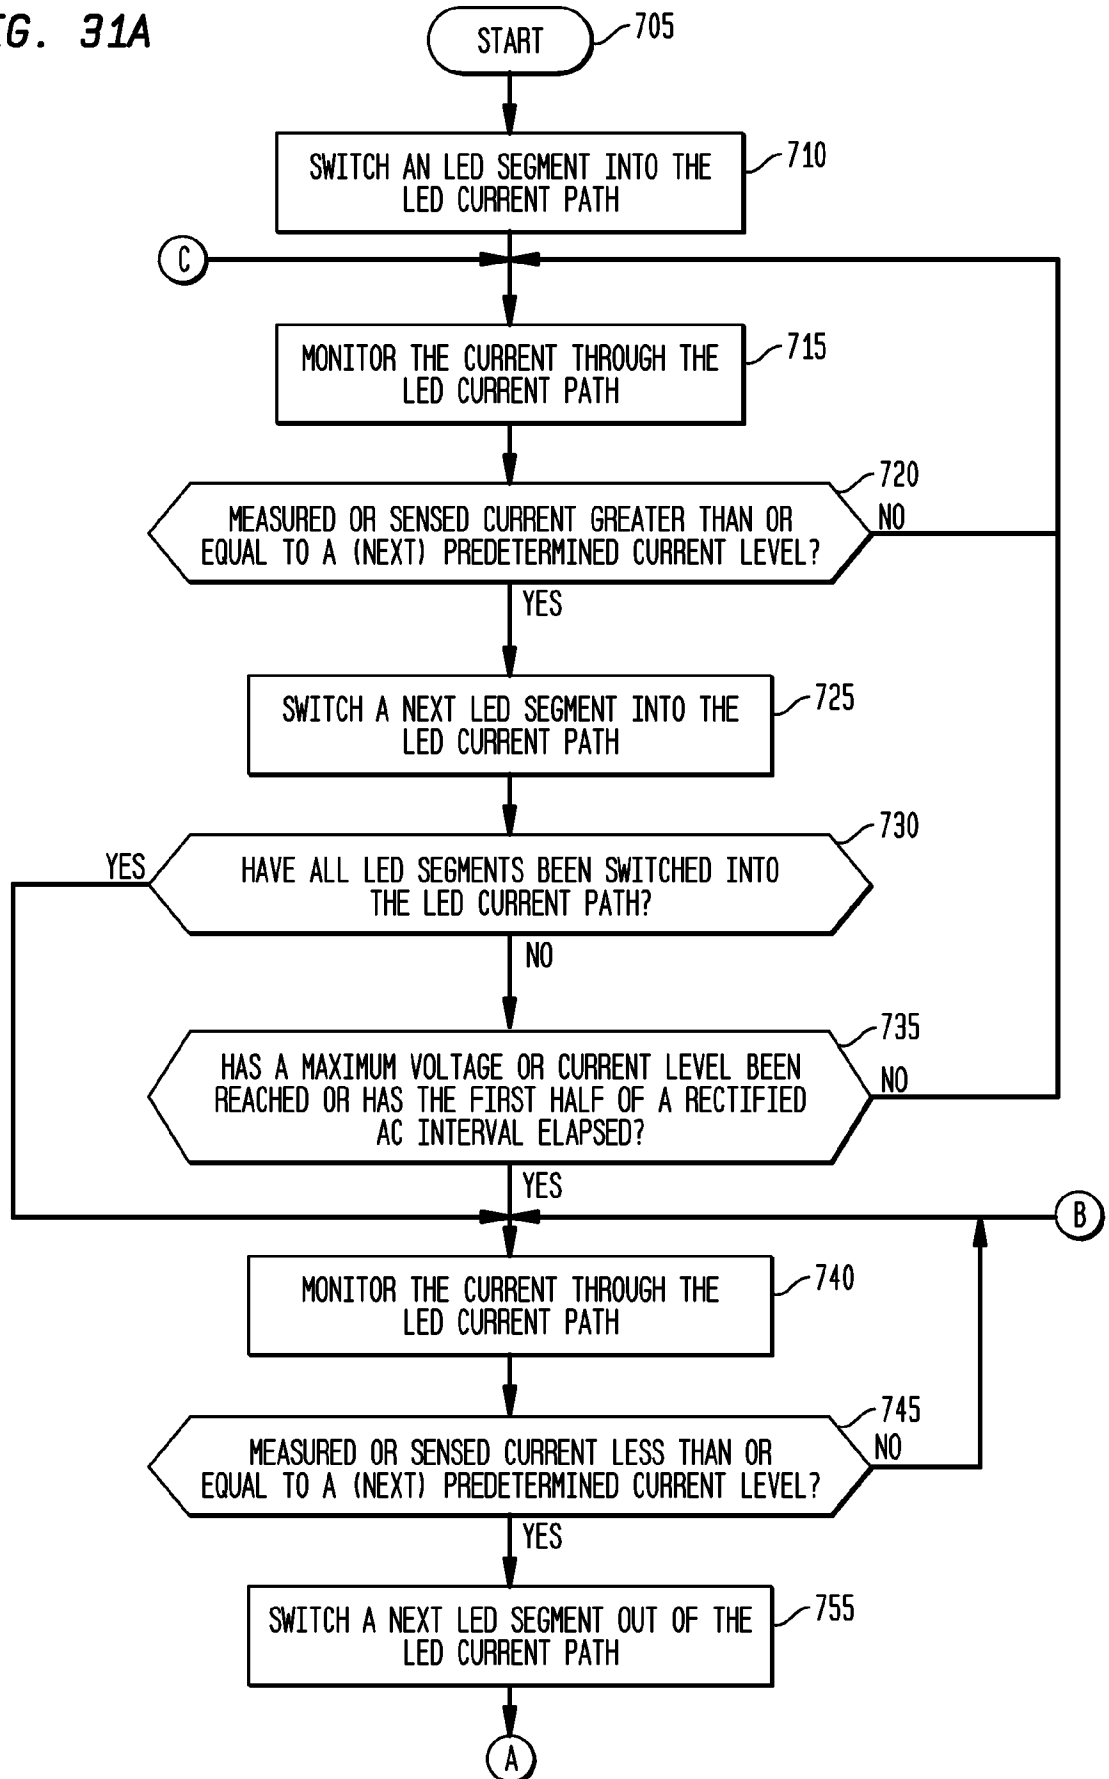 IG. 31A
START
705
SWITCH AN LED SEGMENT INTO THE
LED CURRENT PATH
710
C
MONITOR THE CURRENT THROUGH THE
LED CURRENT PATH
715
720
MEASURED OR SENSED CURRENT GREATER THAN OR
EQUAL TO A (NEXT) PREDETERMINED CURRENT LEVEL?
NO
YES
SWITCH A NEXT LED SEGMENT INTO THE
LED CURRENT PATH
725
730
YES
HAVE ALL LED SEGMENTS BEEN SWITCHED INTO
THE LED CURRENT PATH?
NO
735
HAS A MAXIMUM VOLTAGE OR CURRENT LEVEL BEEN
REACHED OR HAS THE FIRST HALF OF A RECTIFIED
AC INTERVAL ELAPSED?
NO
YES
B
MONITOR THE CURRENT THROUGH THE
LED CURRENT PATH
740
745
MEASURED OR SENSED CURRENT LESS THAN OR
EQUAL TO A (NEXT) PREDETERMINED CURRENT LEVEL?
NO
YES
SWITCH A NEXT LED SEGMENT OUT OF THE
LED CURRENT PATH
755
A